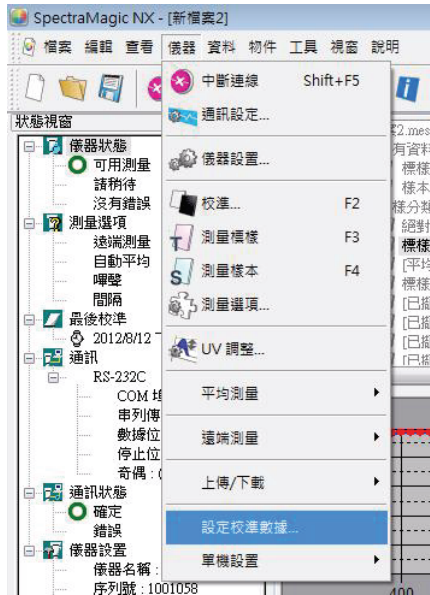 SpectraMagic NX - [新檔案2]
檔案 編輯 查看 儀器 資料 物件 工具 視窗 說明
狀態視窗
儀器狀態
可用測量
請稍待
沒有錯誤
測量選項
遠端測量
自動平均
嗶聲
間隔
最後校準
2012/8/12
通訊
RS-232C
COM 埠
串列傳
數據位
停止位
奇偶 : (
通訊狀態
確定
錯誤
儀器設置
儀器名稱 :
序列號 : 1001058
中斷連線 Shift+F5
通訊設定...
儀器設置...
校準... F2
測量標樣 F3
測量樣本 F4
測量選項...
UV 調整...
平均測量
遠端測量
上傳/下載
設定校準數據...
單機設置
2.mes
有資料
標樣
樣本
樣分類
絕對
標樣
[平均
標樣
[已擷
[已擷
[已擷
[已擷
400